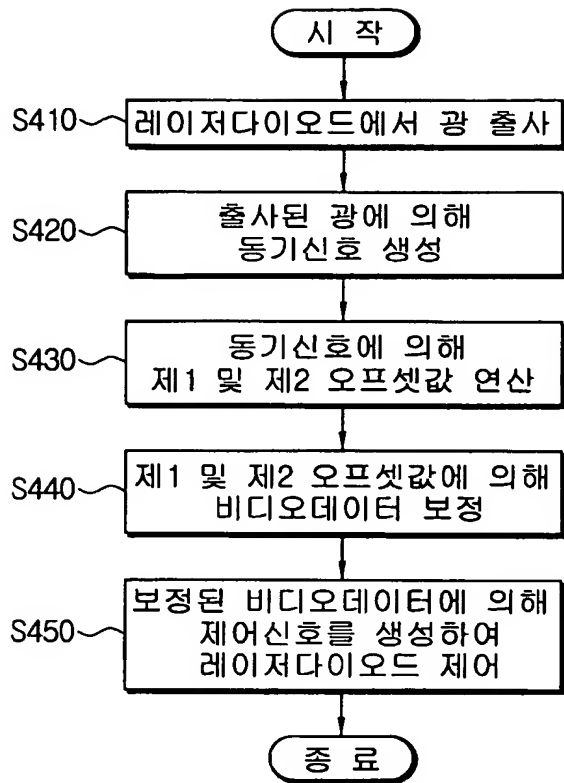 시 작
S410 레이저다이오드에서 광 출사
S420 출사된 광에 의해
동기신호 생성
S430 동기신호에 의해
제1 및 제2 오프셋값 연산
S440 제1 및 제2 오프셋값에 의해
비디오데이터 보정
S450 보정된 비디오데이터에 의해
제어신호를 생성하여
레이저다이오드 제어
종 료